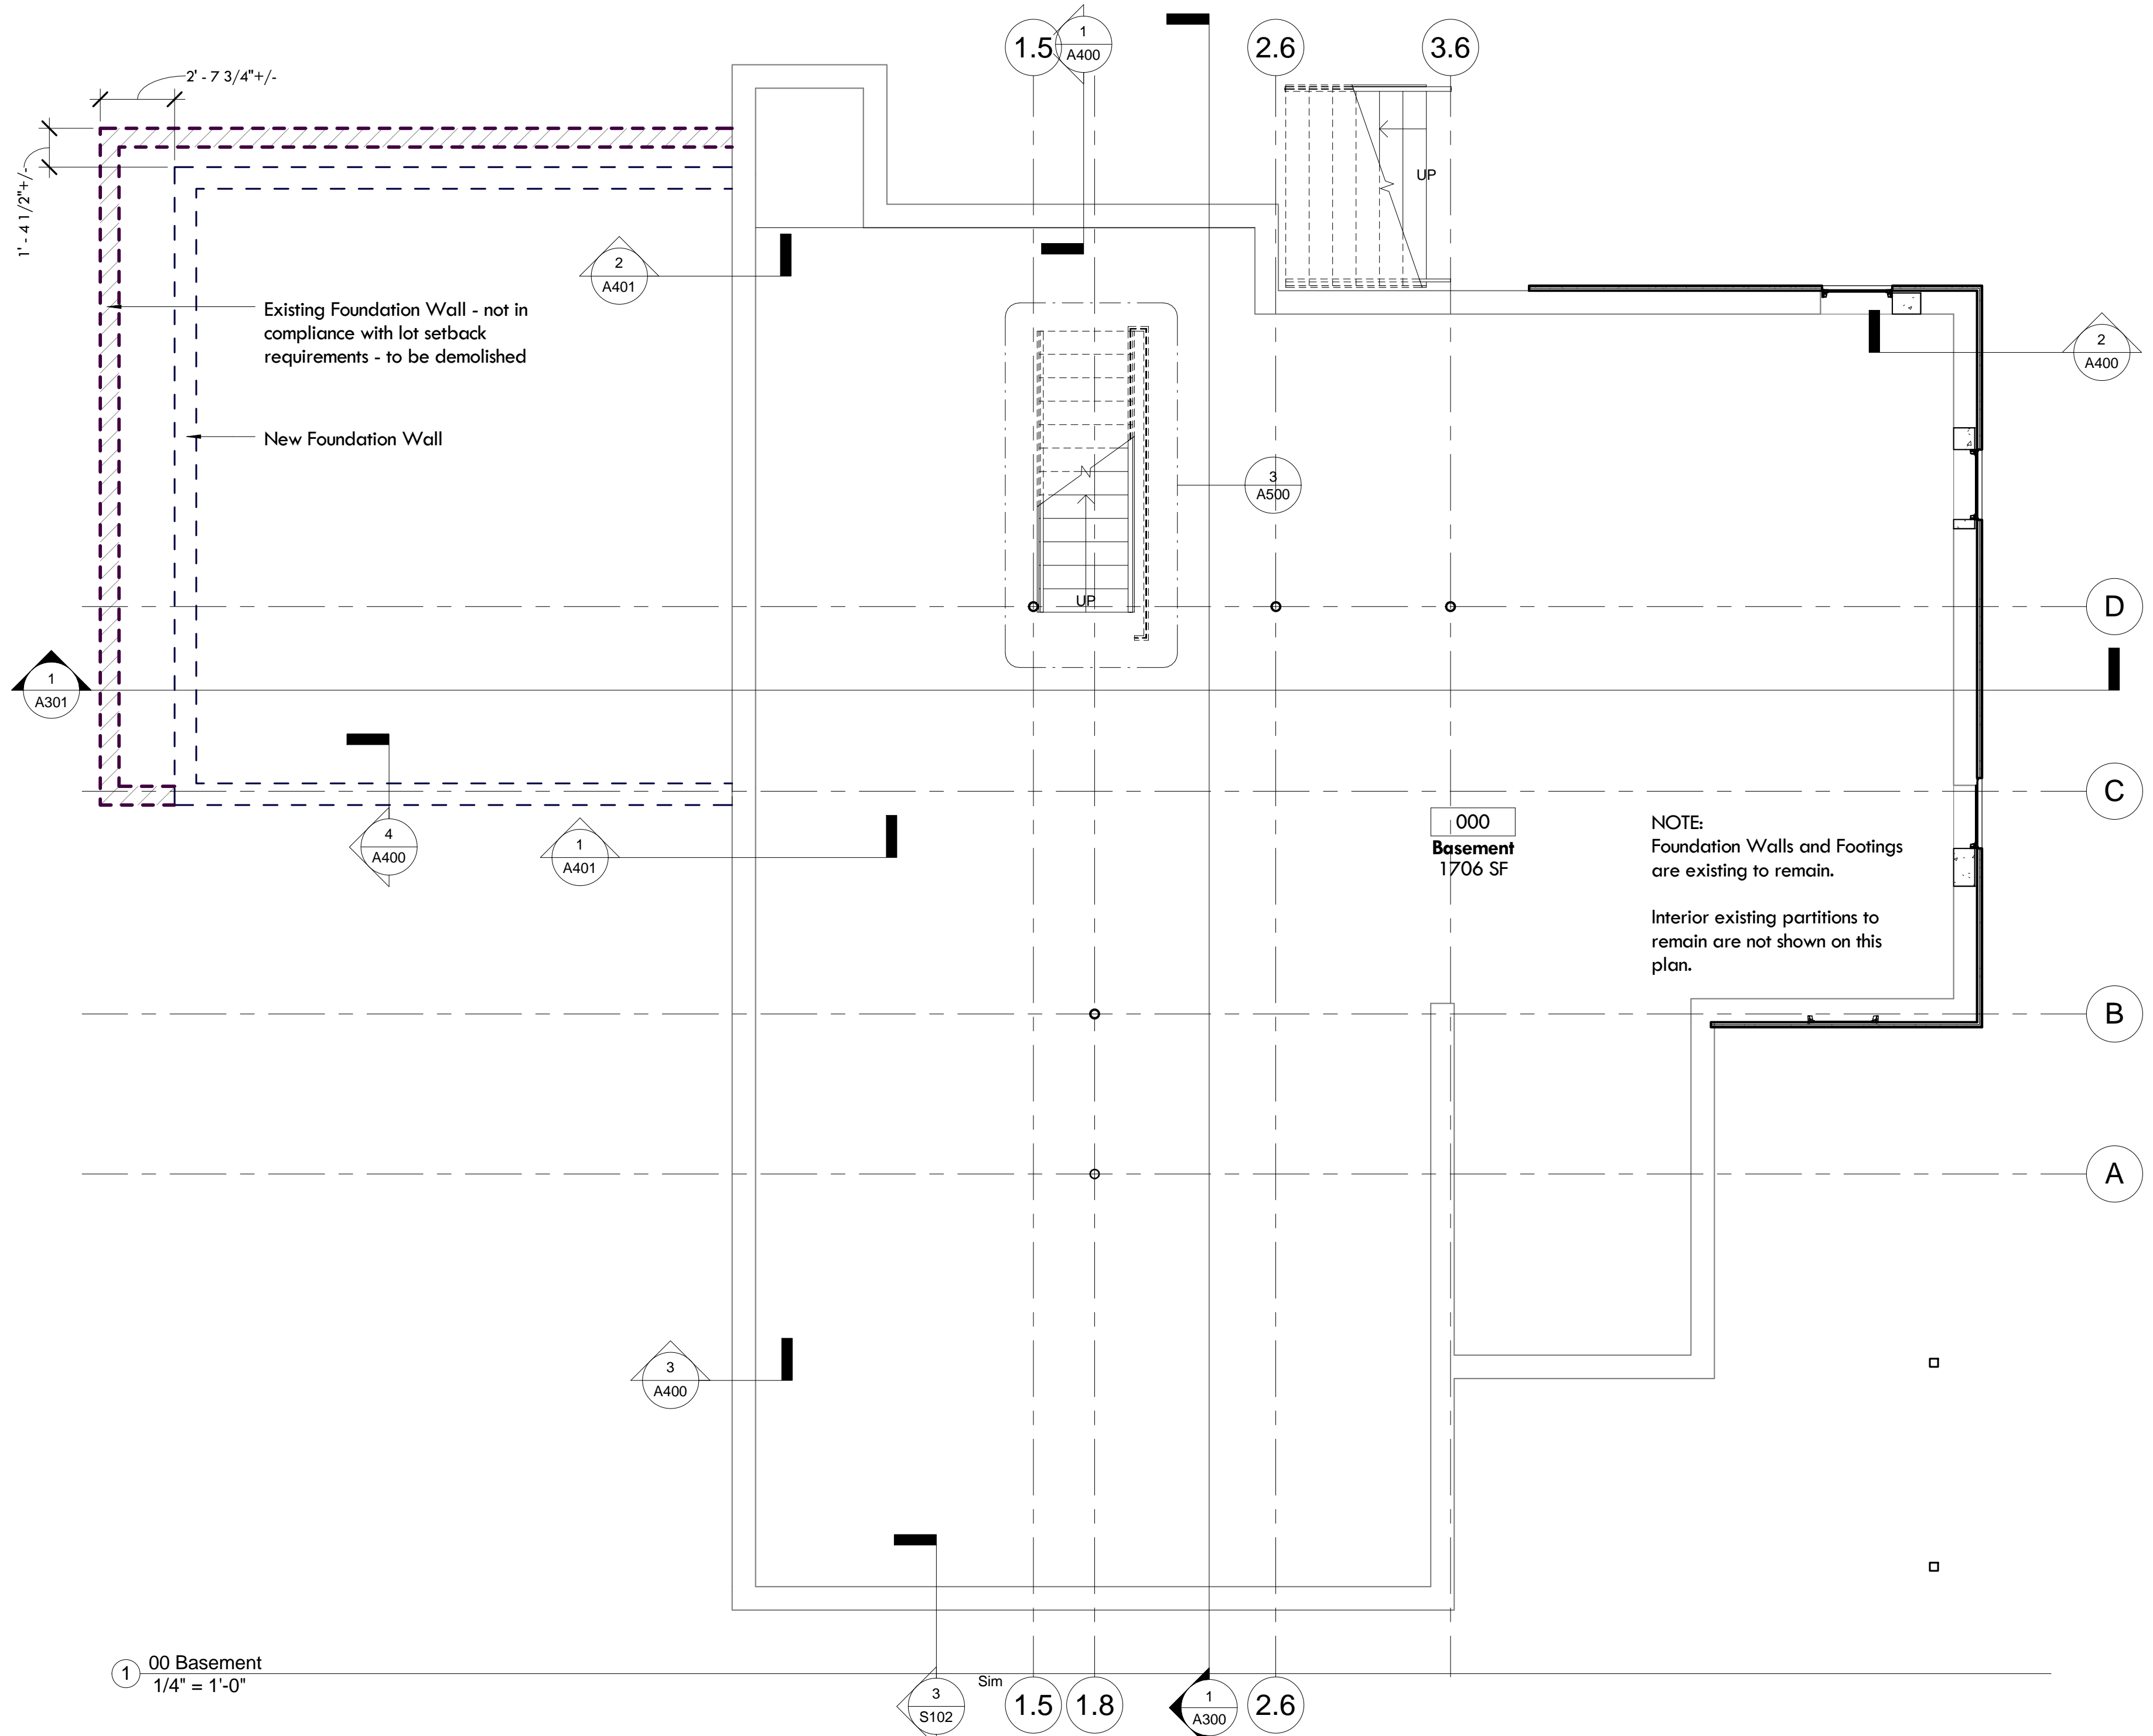 1.5
1
A400
2.6
3.6
2' - 7 3/4"+/-
1' - 4 1/2"+/-
UP
2
A401
Existing Foundation Wall - not in
compliance with lot setback
requirements - to be demolished
2
A400
New Foundation Wall
3
A500
UP
D
1
A301
C
4
A400
1
A401
000
Basement
1706 SF
NOTE:
Foundation Walls and Footings
are existing to remain.
Interior existing partitions to
remain are not shown on this
plan.
B
A
3
A400
1
00 Basement
1/4" = 1'-0"
3
S102
Sim
1.5
1.8
1
A300
2.6